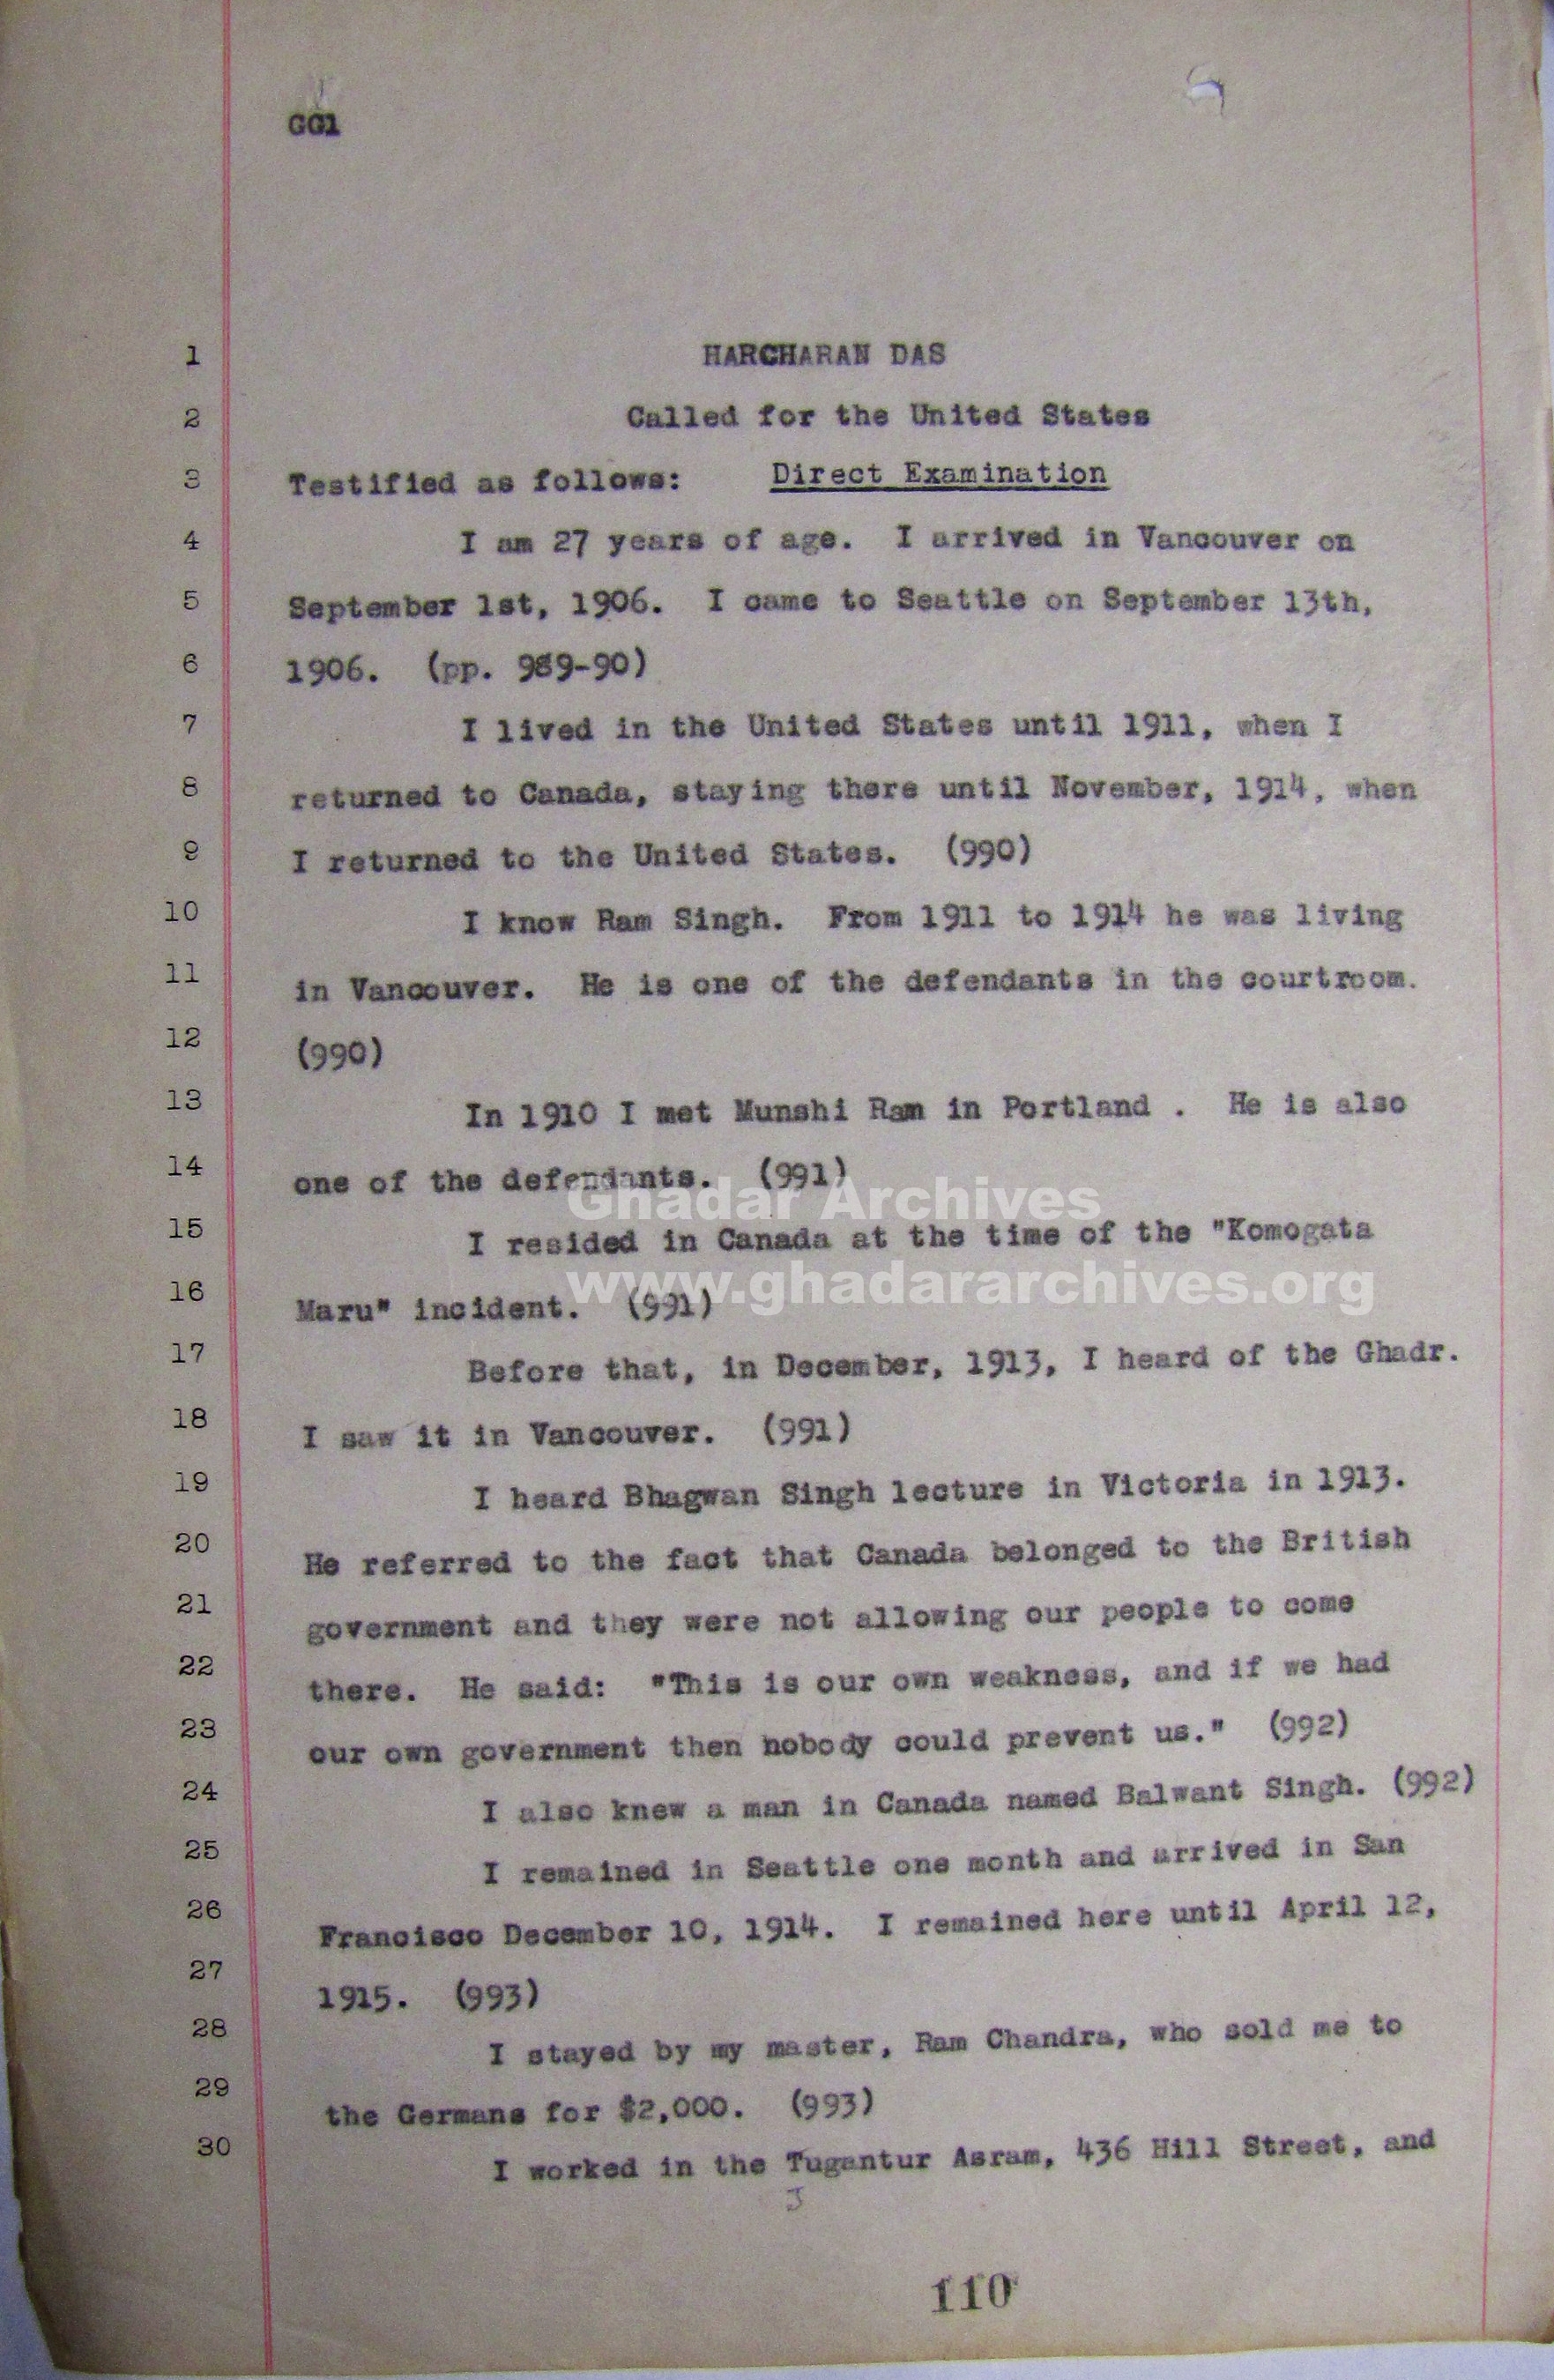 GG1
1 HARCHARAN DAS
2 Called for the United States
3 Testified as follows: Direct Examination
4 I am 27 years of age. I arrived in Vancouver on
5 September 1st, 1906. I came to Seattle on September 13th,
6 1906. (pp. 989-90)
7 I lived in the United States until 1911, when I
8 returned to Canada, staying there until November, 1914, when
9 I returned to the United States. (990)
10 I know Ram Singh. From 1911 to 1914 he was living
11 in Vancouver. He is one of the defendants in the courtroom.
12 (990)
13 In 1910 I met Munshi Ram in Portland . He is also
14 one of the defendants. (991)
Ghadar Archives
15 I resided in Canada at the time of the "Komogata
www.ghadararchives.org
16 Maru" incident. (991)
17 Before that, in December, 1913, I heard of the Ghadr.
18 I saw it in Vancouver. (991)
19 I heard Bhagwan Singh lecture in Victoria in 1913.
20 He referred to the fact that Canada belonged to the British
21 government and they were not allowing our people to come
22 there. He said: "This is our own weakness, and if we had
23 our own government then nobody could prevent us." (992)
24 I also knew a man in Canada named Balwant Singh. (992)
25 I remained in Seattle one month and arrived in San
26 Francisco December 10, 1914. I remained here until April 12,
27 1915. (993)
28 I stayed by my master, Ram Chandra, who sold me to
29 the Germans for $2,000. (993)
30 I worked in the Tugantur Asram, 436 Hill Street, and
J
110